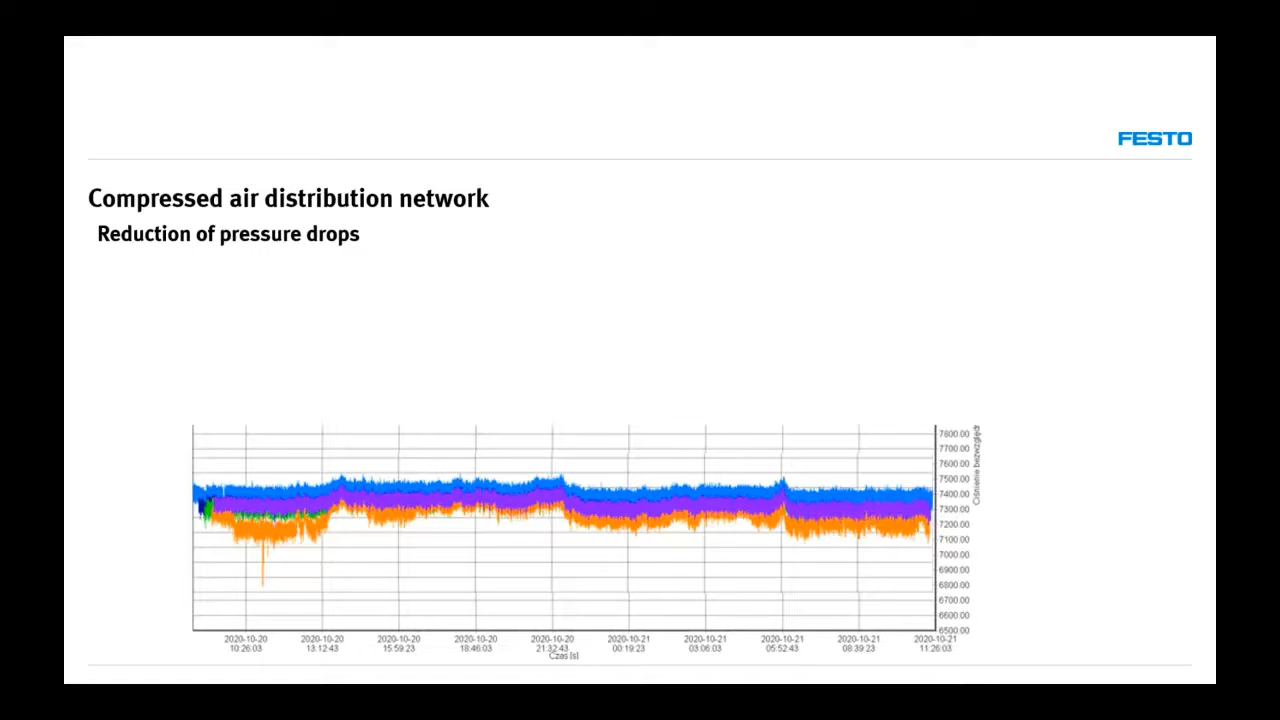 FESTO
Compressed air distribution network
Reduction of pressure drops
7800.00
7700.00
7600.00
7500.00
7400.00
7300.00
7200.00
7100.00
7000.00
6900.00
6800.00
6700.00
6600.00
6500.00
Ciśnienie bezwzględr
2020-10-20 2020-10-20 2020-10-20 2020-10-20 2020-10-20 2020-10-21 2020-10-21 2020-10-21 2020-10-21 2020-10-21
10:26:03 13:12:43 15:59:23 18:46:03 21:32:43 00:19:23 03:06:03 05:52:43 08:39:23 11:26:03
Czas [s]